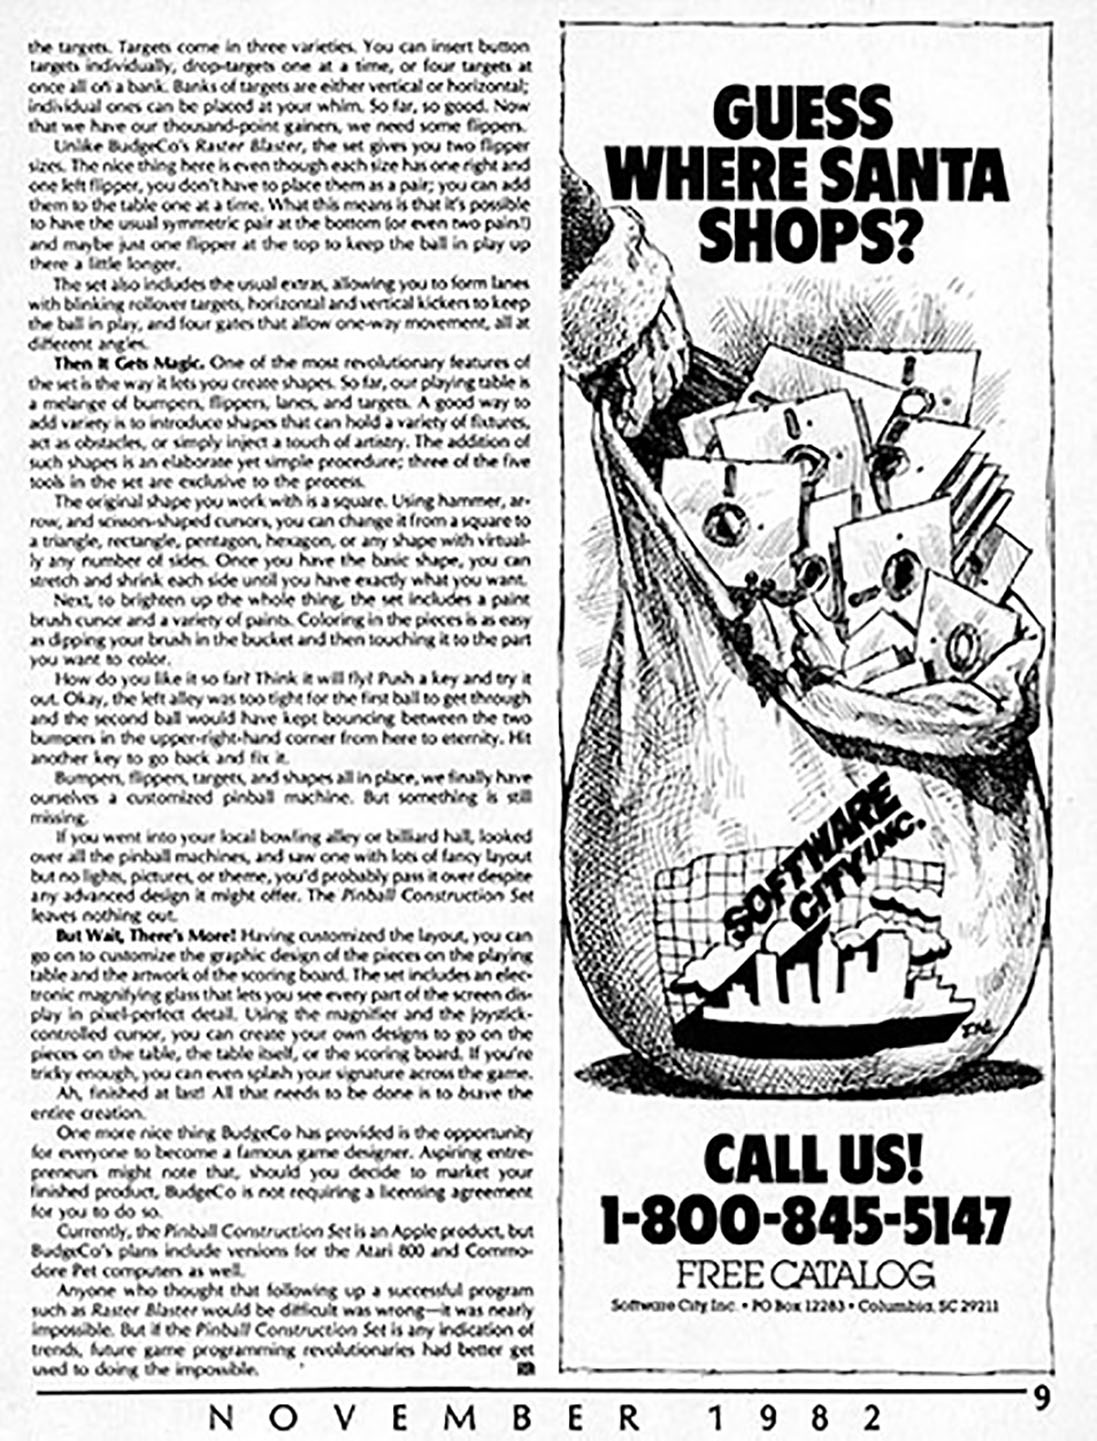 the targets. Targets come in three varieties. You can insert button
targets individually, drop-targets one at a time, or four targets at
once all on a bank. Banks of targets are either vertical or horizontal;
individual ones can be placed at your whim. So far, so good. Now
that we have our thousand-point gainers, we need some flippers.
Unlike BudgeCo's Raster Blaster, the set gives you two flipper
sizes. The nice thing here is even though each size has one right and
one left flipper, you don't have to place them as a pair; you can add
them to the table one at a time. What this means is that it's possible
to have the usual symmetric pair at the bottom (or even two pairs!)
and maybe just one flipper at the top to keep the ball in play up
there a little longer.
The set also includes the usual extras, allowing you to form lanes
with blinking rollover targets, horizontal and vertical kickers to keep
the ball in play, and four gates that allow one-way movement, all at
different angles.
Then It Gets Magic. One of the most revolutionary features of
the set is the way it lets you create shapes. So far, our playing table is
a melange of bumpers, flippers, lanes, and targets. A good way to
add variety is to introduce shapes that can hold a variety of fixtures,
act as obstacles, or simply inject a touch of artistry. The addition of
such shapes is an elaborate yet simple procedure; three of the five
tools in the set are exclusive to the process.
The original shape you work with is a square. Using hammer, ar-
row, and scissors-shaped cursors, you can change it from a square to
a triangle, rectangle, pentagon, hexagon, or any shape with virtual-
ly any number of sides. Once you have the basic shape, you can
stretch and shrink each side until you have exactly what you want.
Next, to brighten up the whole thing, the set includes a paint
brush cursor and a variety of paints. Coloring in the pieces is as easy
as dipping your brush in the bucket and then touching it to the part
you want to color.
How do you like it so far? Think it will fly? Push a key and try it
out. Okay, the left alley was too tight for the first ball to get through
and the second ball would have kept bouncing between the two
bumpers in the upper-right-hand corner from here to eternity. Hit
another key to go back and fix it.
Bumpers, flippers, targets, and shapes all in place, we finally have
ourselves a customized pinball machine. But something is still
missing.
If you went into your local bowling alley or billiard hall, looked
over all the pinball machines, and saw one with lots of fancy layout
but no lights, pictures, or theme, you'd probably pass it over despite
any advanced design it might offer. The Pinball Construction Set
leaves nothing out.
But Wait, There's More! Having customized the layout, you can
go on to customize the graphic design of the pieces on the playing
table and the artwork of the scoring board. The set includes an elec-
tronic magnifying glass that lets you see every part of the screen dis-
play in pixel-perfect detail. Using the magnifier and the joystick-
controlled cursor, you can create your own designs to go on the
pieces on the table, the table itself, or the scoring board. If you're
tricky enough, you can even splash your signature across the game.
Ah, finished at last! All that needs to be done is to bsave the
entire creation.
One more nice thing BudgeCo has provided is the opportunity
for everyone to become a famous game designer. Aspiring entre-
preneurs might note that, should you decide to market your
finished product, BudgeCo is not requiring a licensing agreement
for you to do so.
Currently, the Pinball Construction Set is an Apple product, but
BudgeCo's plans include versions for the Atari 800 and Commo-
dore Pet computers as well.
Anyone who thought that following up a successful program
such as Raster Blaster would be difficult was wrong—it was nearly
impossible. But if the Pinball Construction Set is any indication of
trends, future game programming revolutionaries had better get
used to doing the impossible.
GUESS
WHERE SANTA
SHOPS?
SOFTWARE
CITY INC.
CALL US!
1-800-845-5147
FREE CATALOG
Software City Inc. • PO Box 12283 • Columbia, SC 29211
9
NOVEMBER 1982